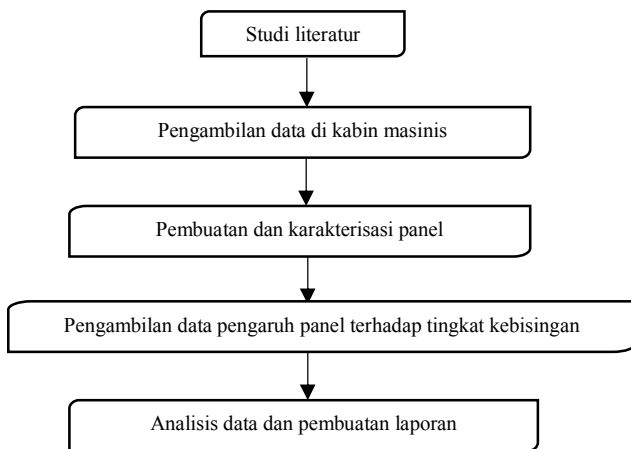 Studi literatur
Pengambilan data di kabin masinis
Pembuatan dan karakterisasi panel
Pengambilan data pengaruh panel terhadap tingkat kebisingan
Analisis data dan pembuatan laporan